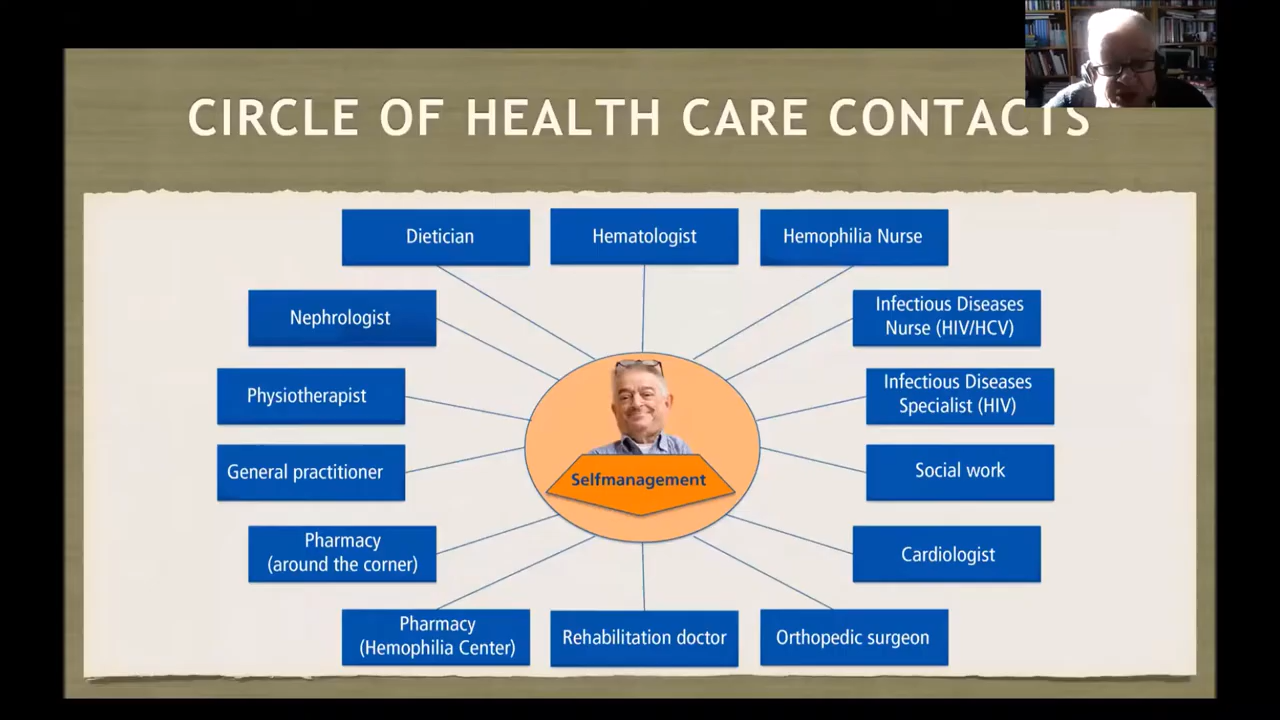 CIRCLE OF HEALTH CARE CONTACTS
Dietician
Hematologist
Hemophilia Nurse
Nephrologist
Infectious Diseases
Nurse (HIV/HCV)
Physiotherapist
Infectious Diseases
Specialist (HIV)
General practitioner
Selfmanagement
Social work
Pharmacy
(around the corner)
Cardiologist
Pharmacy
(Hemophilia Center)
Rehabilitation doctor
Orthopedic surgeon